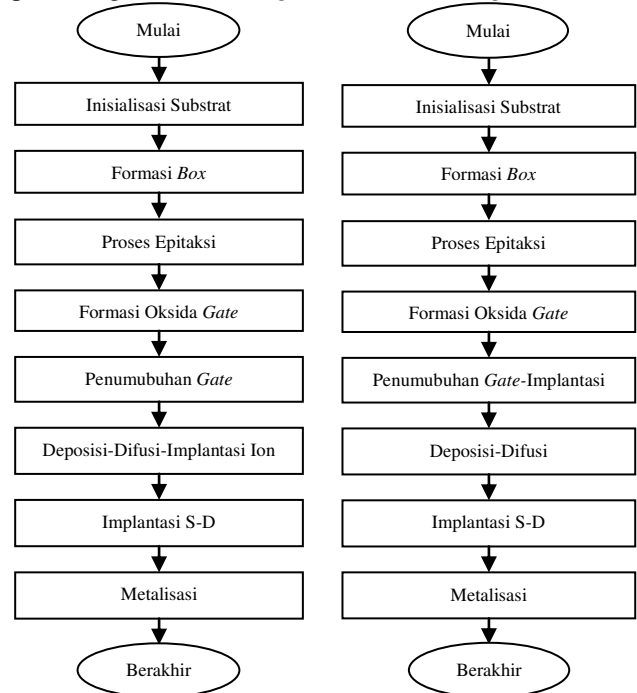 Mulai
Inisialisasi Substrat
Formasi Box
Proses Epitaksi
Formasi Oksida Gate
Penumubuhan Gate
Deposisi-Difusi-Implantasi Ion
Implantasi S-D
Metalisasi
Berakhir
Mulai
Inisialisasi Substrat
Formasi Box
Proses Epitaksi
Formasi Oksida Gate
Penumubuhan Gate-Implantasi
Deposisi-Difusi
Implantasi S-D
Metalisasi
Berakhir